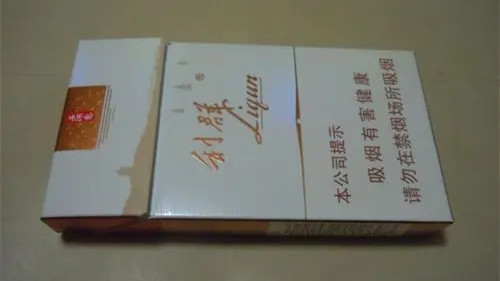 利群
®
Liqun
本公司提示
吸烟有害健康
请勿在禁烟场所吸烟